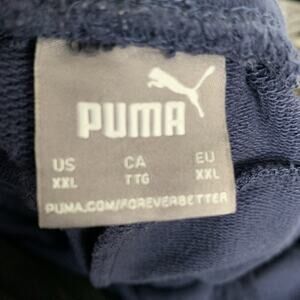 PUMA
US CA EU
XXL TTG XXL
PUMA.COM/FOREVERBETTER